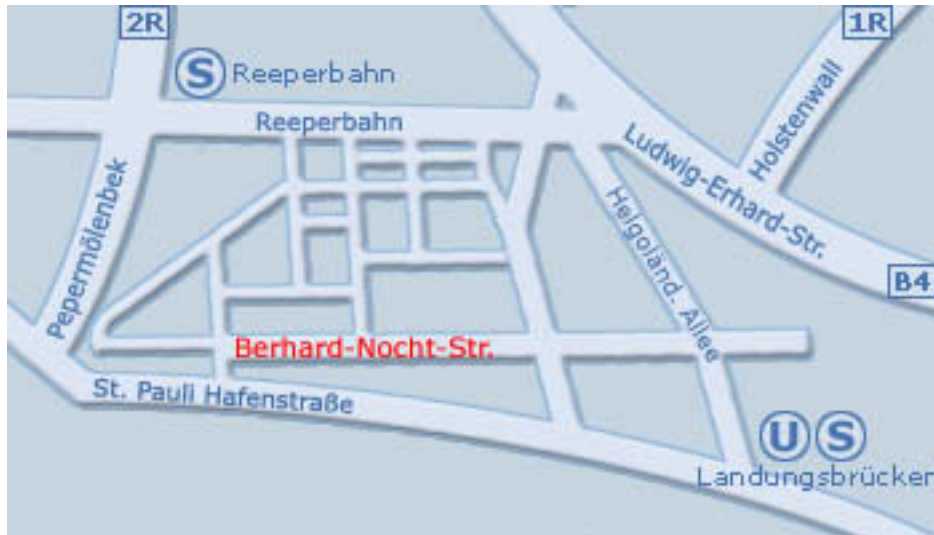 2R
1R
S Reeperbahn
Reeperbahn
Holstenwall
Ludwig-Erhard-Str.
Pepermölenbek
Helgoländ. Allee
B4
Berhard-Nocht-Str.
St. Pauli Hafenstraße
U S
Landungsbrücken